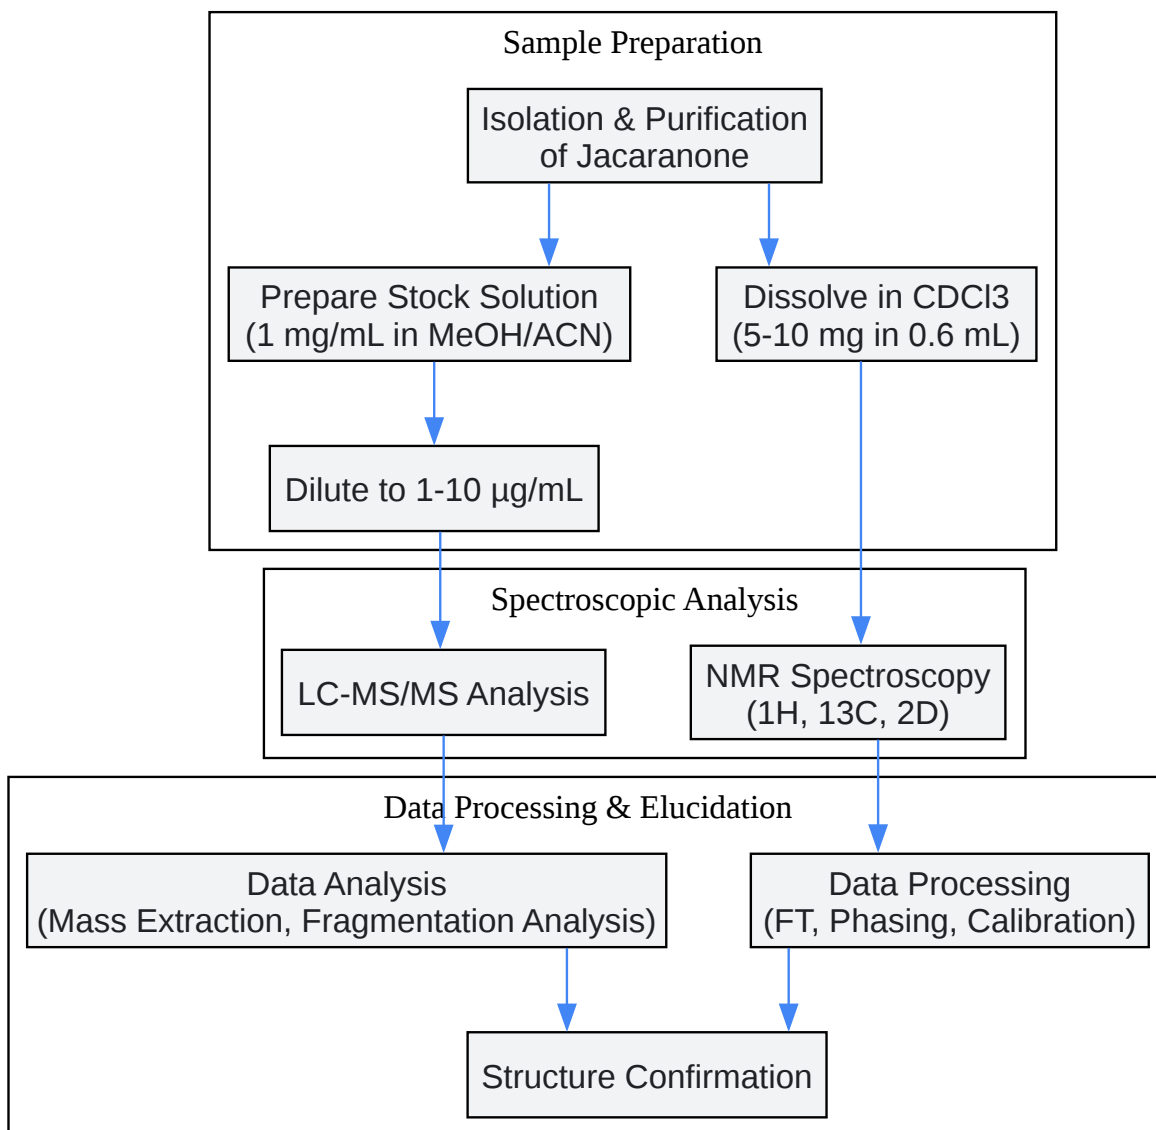 Sample Preparation
Isolation & Purification
of Jacaranone
Prepare Stock Solution
(1 mg/mL in MeOH/ACN)
Dissolve in CDCl3
(5-10 mg in 0.6 mL)
Dilute to 1-10 µg/mL
Spectroscopic Analysis
LC-MS/MS Analysis
NMR Spectroscopy
(1H, 13C, 2D)
Data Processing & Elucidation
Data Analysis
(Mass Extraction, Fragmentation Analysis)
Data Processing
(FT, Phasing, Calibration)
Structure Confirmation